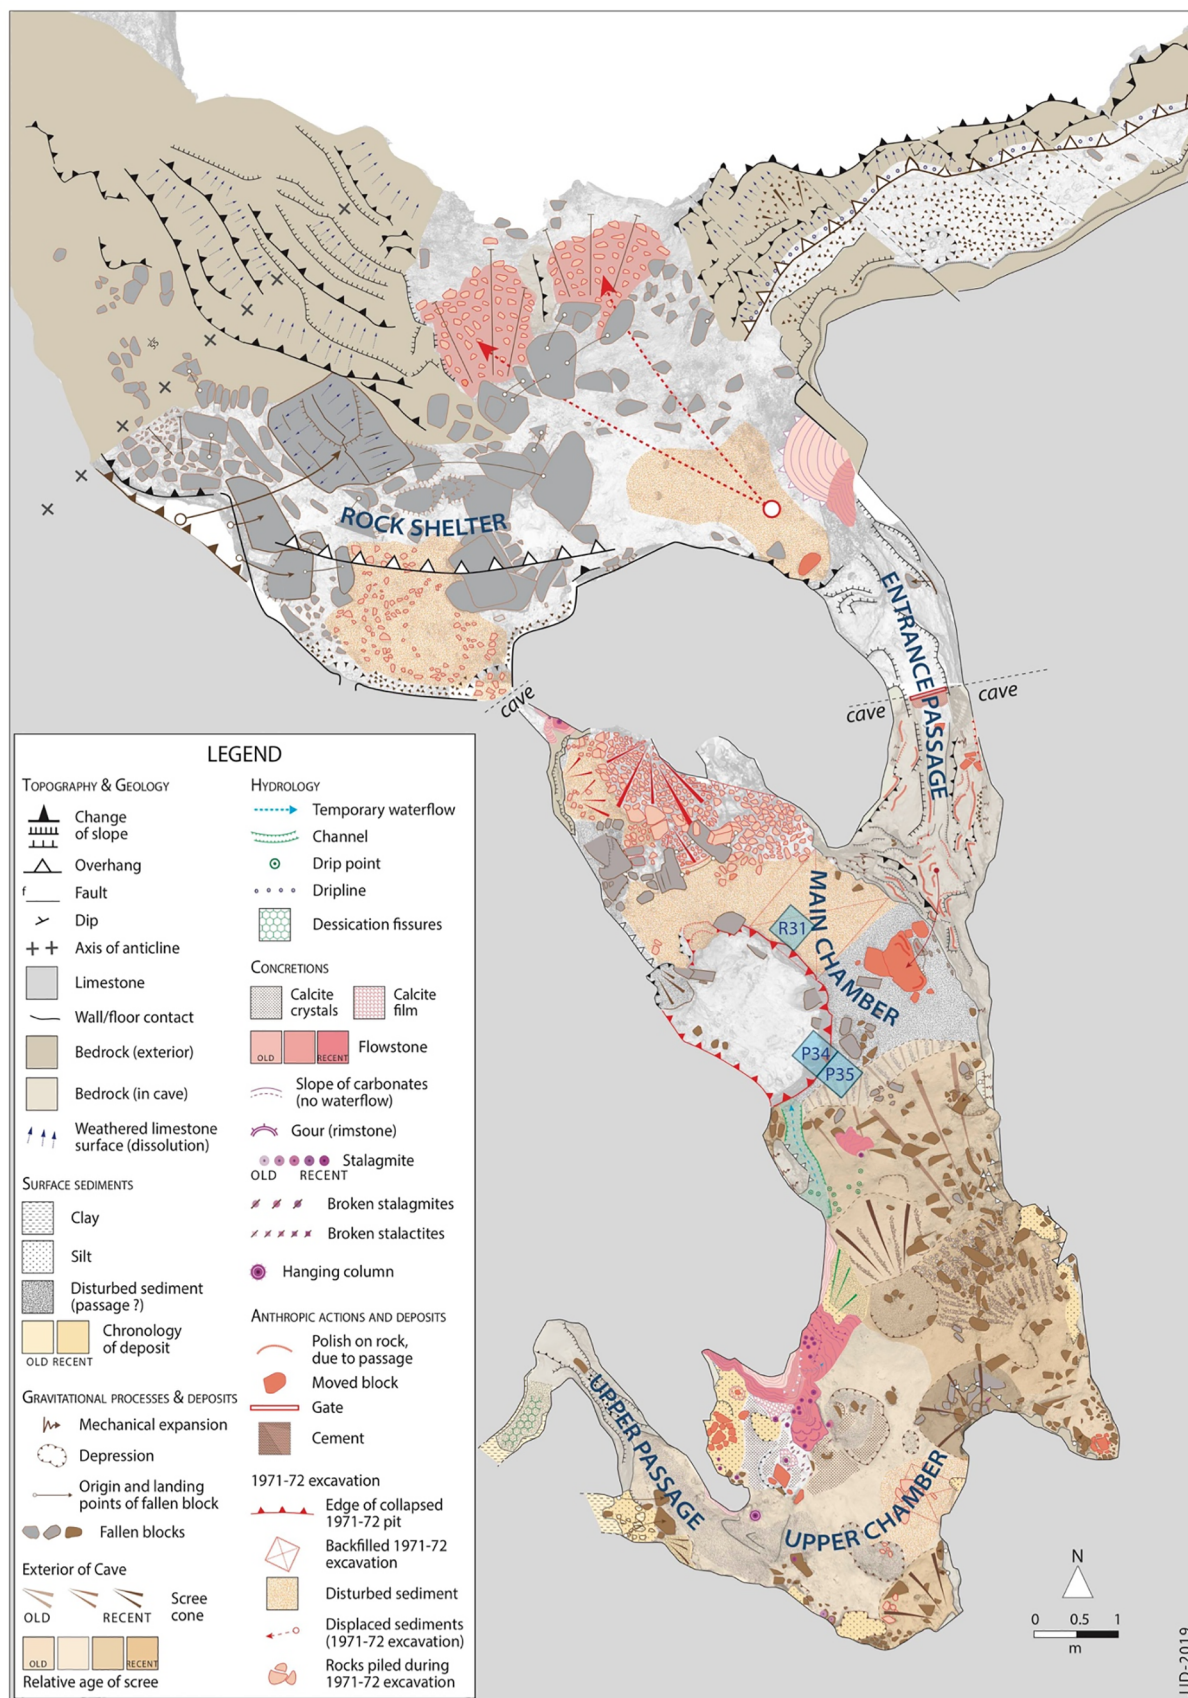 ROCK SHELTER
ENTRANCE PASSAGE
cave
cave
cave
MAIN CHAMBER
R31
P34
P35
UPPER PASSAGE
UPPER CHAMBER
N
0 0.5 1
m
LEGEND
TOPOGRAPHY & GEOLOGY
Change
of slope
Overhang
f
Fault
Dip
Axis of anticline
Limestone
Wall/floor contact
Bedrock (exterior)
Bedrock (in cave)
Weathered limestone
surface (dissolution)
SURFACE SEDIMENTS
Clay
Silt
Disturbed sediment
(passage ?)
Chronology
of deposit
OLD RECENT
GRAVITATIONAL PROCESSES & DEPOSITS
Mechanical expansion
Depression
Origin and landing
points of fallen block
Fallen blocks
Exterior of Cave
Scree
cone
OLD RECENT
OLD RECENT
Relative age of scree
HYDROLOGY
Temporary waterflow
Channel
Drip point
Dripline
Dessication fissures
CONCRETIONS
Calcite
crystals
Calcite
film
Flowstone
OLD RECENT
Slope of carbonates
(no waterflow)
Gour (rimstone)
Stalagmite
OLD RECENT
Broken stalagmites
Broken stalactites
Hanging column
ANTHROPIC ACTIONS AND DEPOSITS
Polish on rock,
due to passage
Moved block
Gate
Cement
1971-72 excavation
Edge of collapsed
1971-72 pit
Backfilled 1971-72
excavation
Disturbed sediment
Displaced sediments
(1971-72 excavation)
Rocks piled during
1971-72 excavation